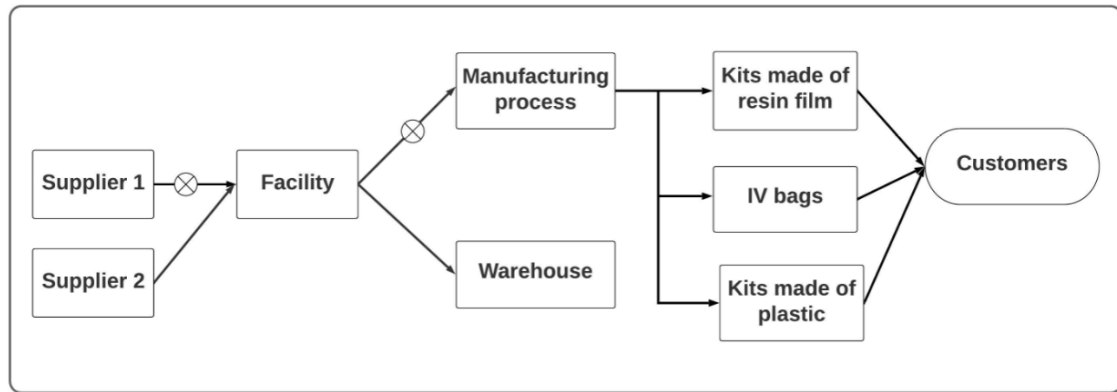 Supplier 1
Supplier 2
Facility
Manufacturing
process
Warehouse
Kits made of
resin film
IV bags
Kits made of
plastic
Customers